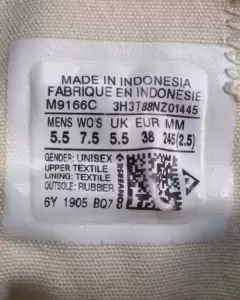 MADE IN INDONESIA
FABRIQUE EN INDONESIE
M9166C 3H3T88NZ01445
MENS WO'S UK EUR MM
5.5 7.5 5.5 38 245(2.5)
GENDER: UNISEX
UPPER:TEXTILE
LINING: TEXTILE
OUTSOLE: RUBBER
CONVERSE
6Y 1905 BQ7